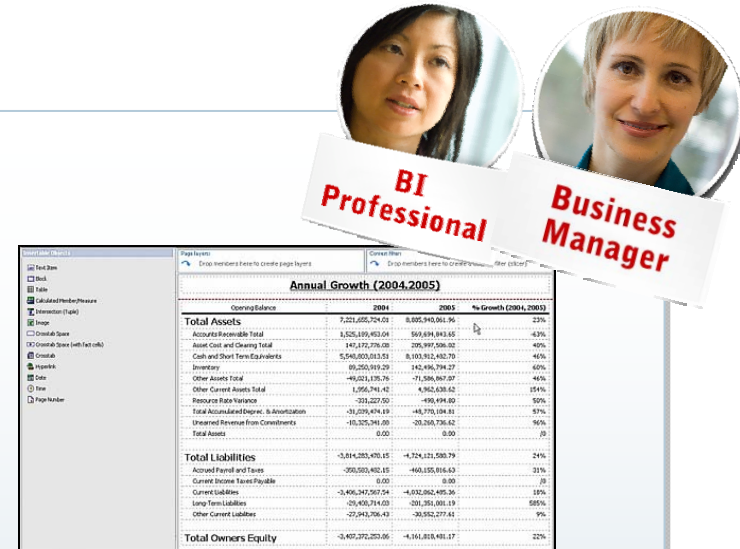 BI
Professional
Business
Manager
Insertable Objects
Text Item
Block
Table
Calculated Member/Measure
Intersection (Tuple)
Image
Crosstab Space
Crosstab Space (with fact cells)
Crosstab
Hyperlink
Date
Time
Page Number
Page layers:
Drop members here to create page layers
Context filter:
Drop members here to create filter (slicer)
Annual Growth (2004,2005)
Opening Balance 2004 2005 % Growth (2004, 2005)
Total Assets 7,221,655,724.01 8,885,940,061.96 23%
Accounts Receivable Total 1,525,109,453.04 569,694,843.65 -63%
Asset Cost and Clearing Total 147,172,776.08 205,997,506.02 40%
Cash and Short Term Equivalents 5,548,803,013.51 8,103,912,482.70 46%
Inventory 89,250,919.29 142,496,794.27 60%
Other Assets Total -49,021,135.76 -71,586,867.07 46%
Other Current Assets Total 1,956,741.42 4,962,638.62 154%
Resource Rate Variance -331,227.50 -498,494.80 50%
Total Accumulated Deprec. & Amortization -31,039,474.19 -48,770,104.81 57%
Unearned Revenue from Commitments -10,325,341.88 -20,268,736.62 96%
Total Assets 0.00 0.00 /0
Total Liabilities -3,814,283,470.15 -4,724,121,580.79 24%
Accrued Payroll and Taxes -350,583,482.15 -460,155,816.63 31%
Current Income Taxes Payable 0.00 0.00 /0
Current Liabilities -3,406,347,567.54 -4,032,062,485.36 18%
Long-Term Liabilities -29,408,714.03 -201,351,001.19 585%
Other Current Liabilities -27,943,706.43 -30,552,277.61 9%
Total Owners Equity -3,407,372,253.86 -4,161,818,481.17 22%